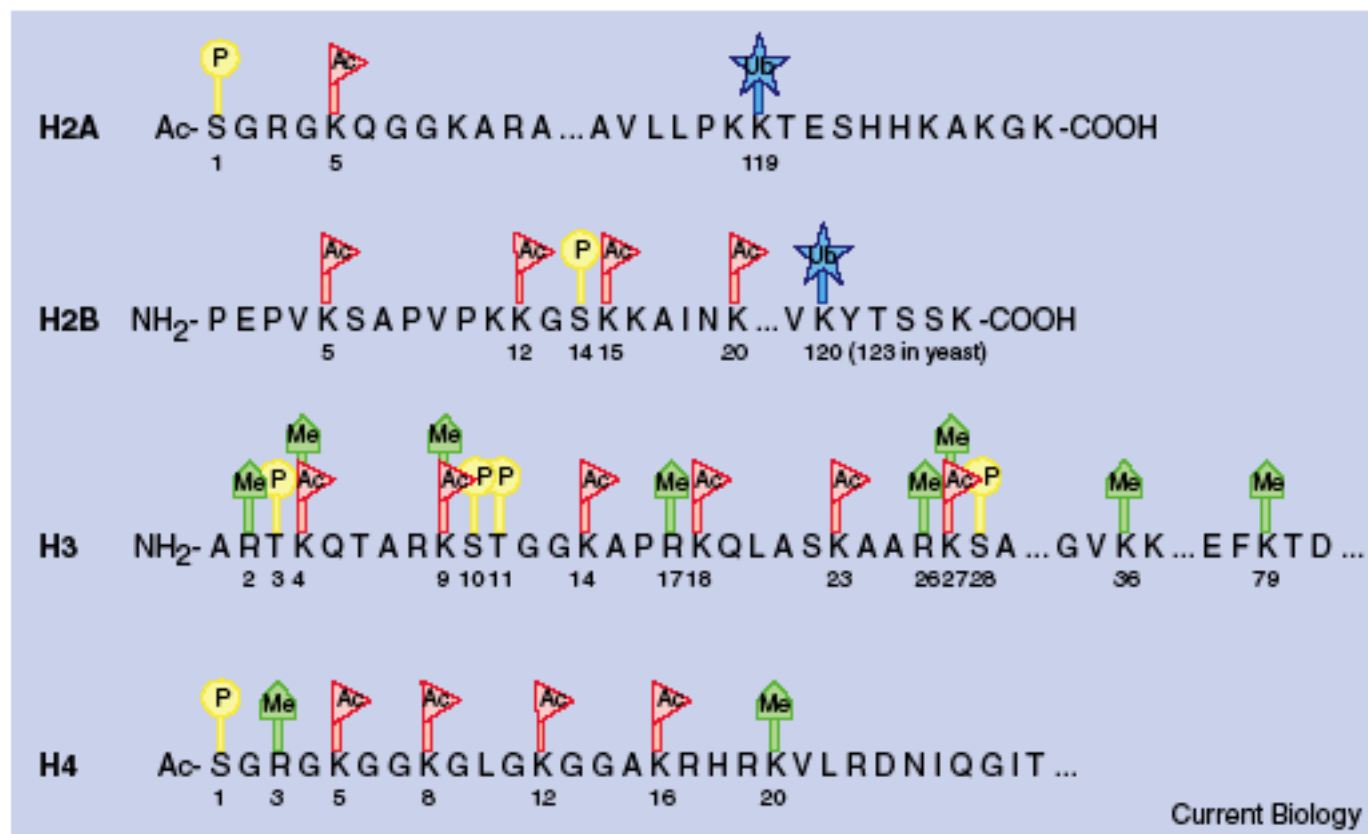 P Ac Ub
H2A Ac- S G R G K Q G G K A R A ... A V L L P K K T E S H H K A K G K -COOH
1 5 119
Ac Ac P Ac Ac Ub
H2B NH2- P E P V K S A P V P K K G S K K A I N K ... V K Y T S S K -COOH
5 12 14 15 20 120 (123 in yeast)
Me Me Me
Me P Ac Ac P P Ac Me Ac Ac Me Ac P Me Me
H3 NH2- A R T K Q T A R K S T G G K A P R K Q L A S K A A R K S A ... G V K K ... E F K T D ...
2 3 4 9 10 11 14 17 18 23 26 27 28 36 79
P Me Ac Ac Ac Ac Me
H4 Ac- S G R G K G G K G L G K G G A K R H R K V L R D N I Q G I T ...
1 3 5 8 12 16 20
Current Biology